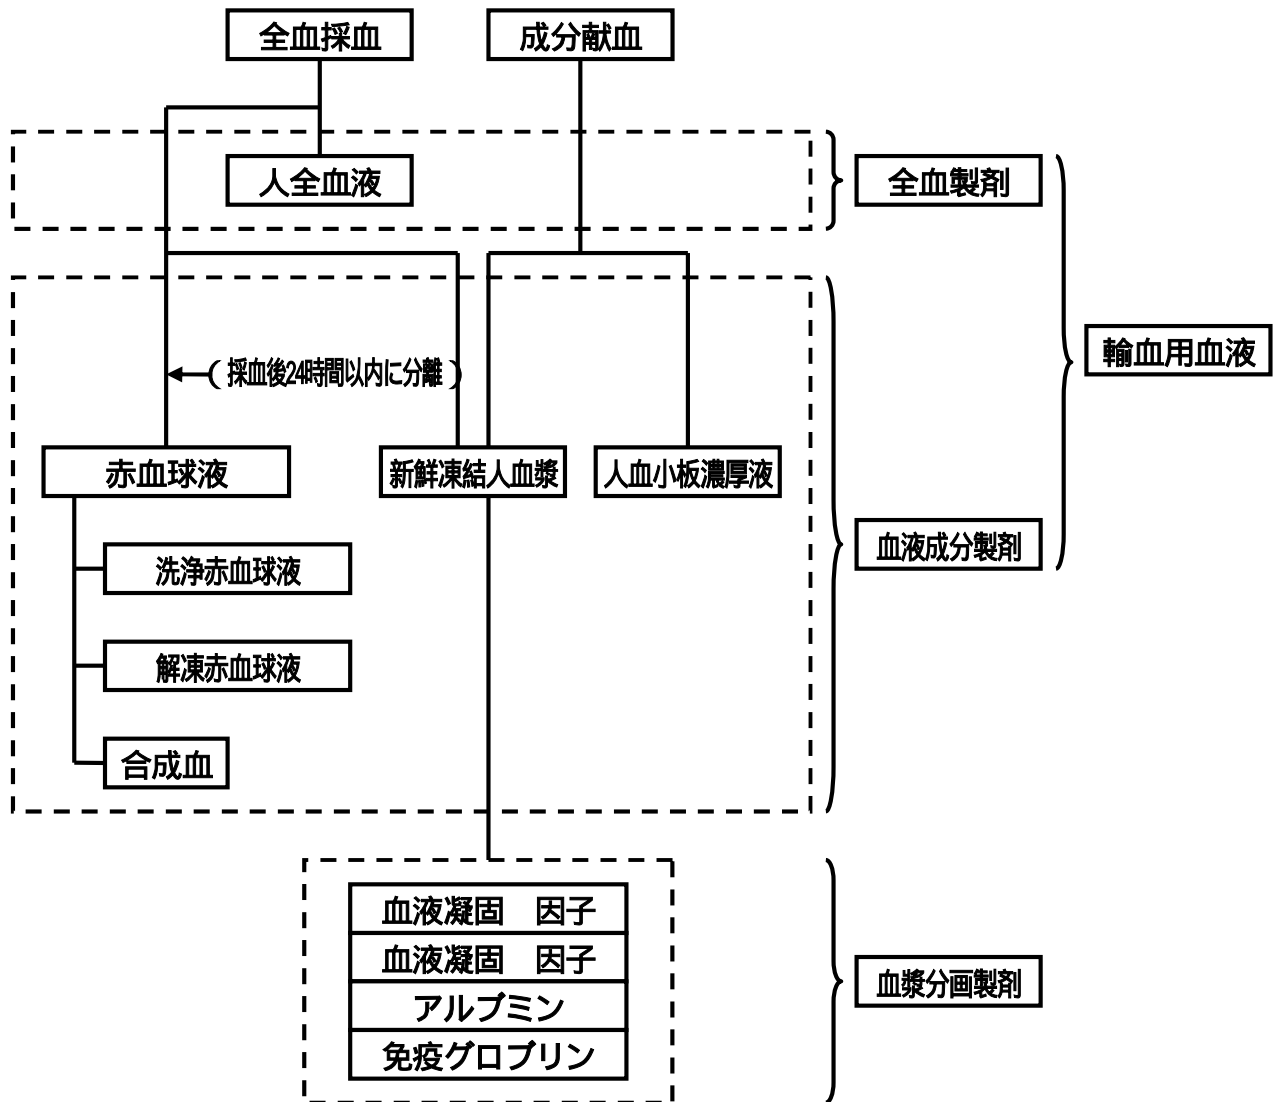 全血採血
成分献血
人全血液
全血製剤
輸血用血液
（採血後24時間以内に分離）
赤血球液
新鮮凍結人血漿
人血小板濃厚液
血液成分製剤
洗浄赤血球液
解凍赤血球液
合成血
血液凝固　因子
血液凝固　因子
アルブミン
免疫グロブリン
血漿分画製剤